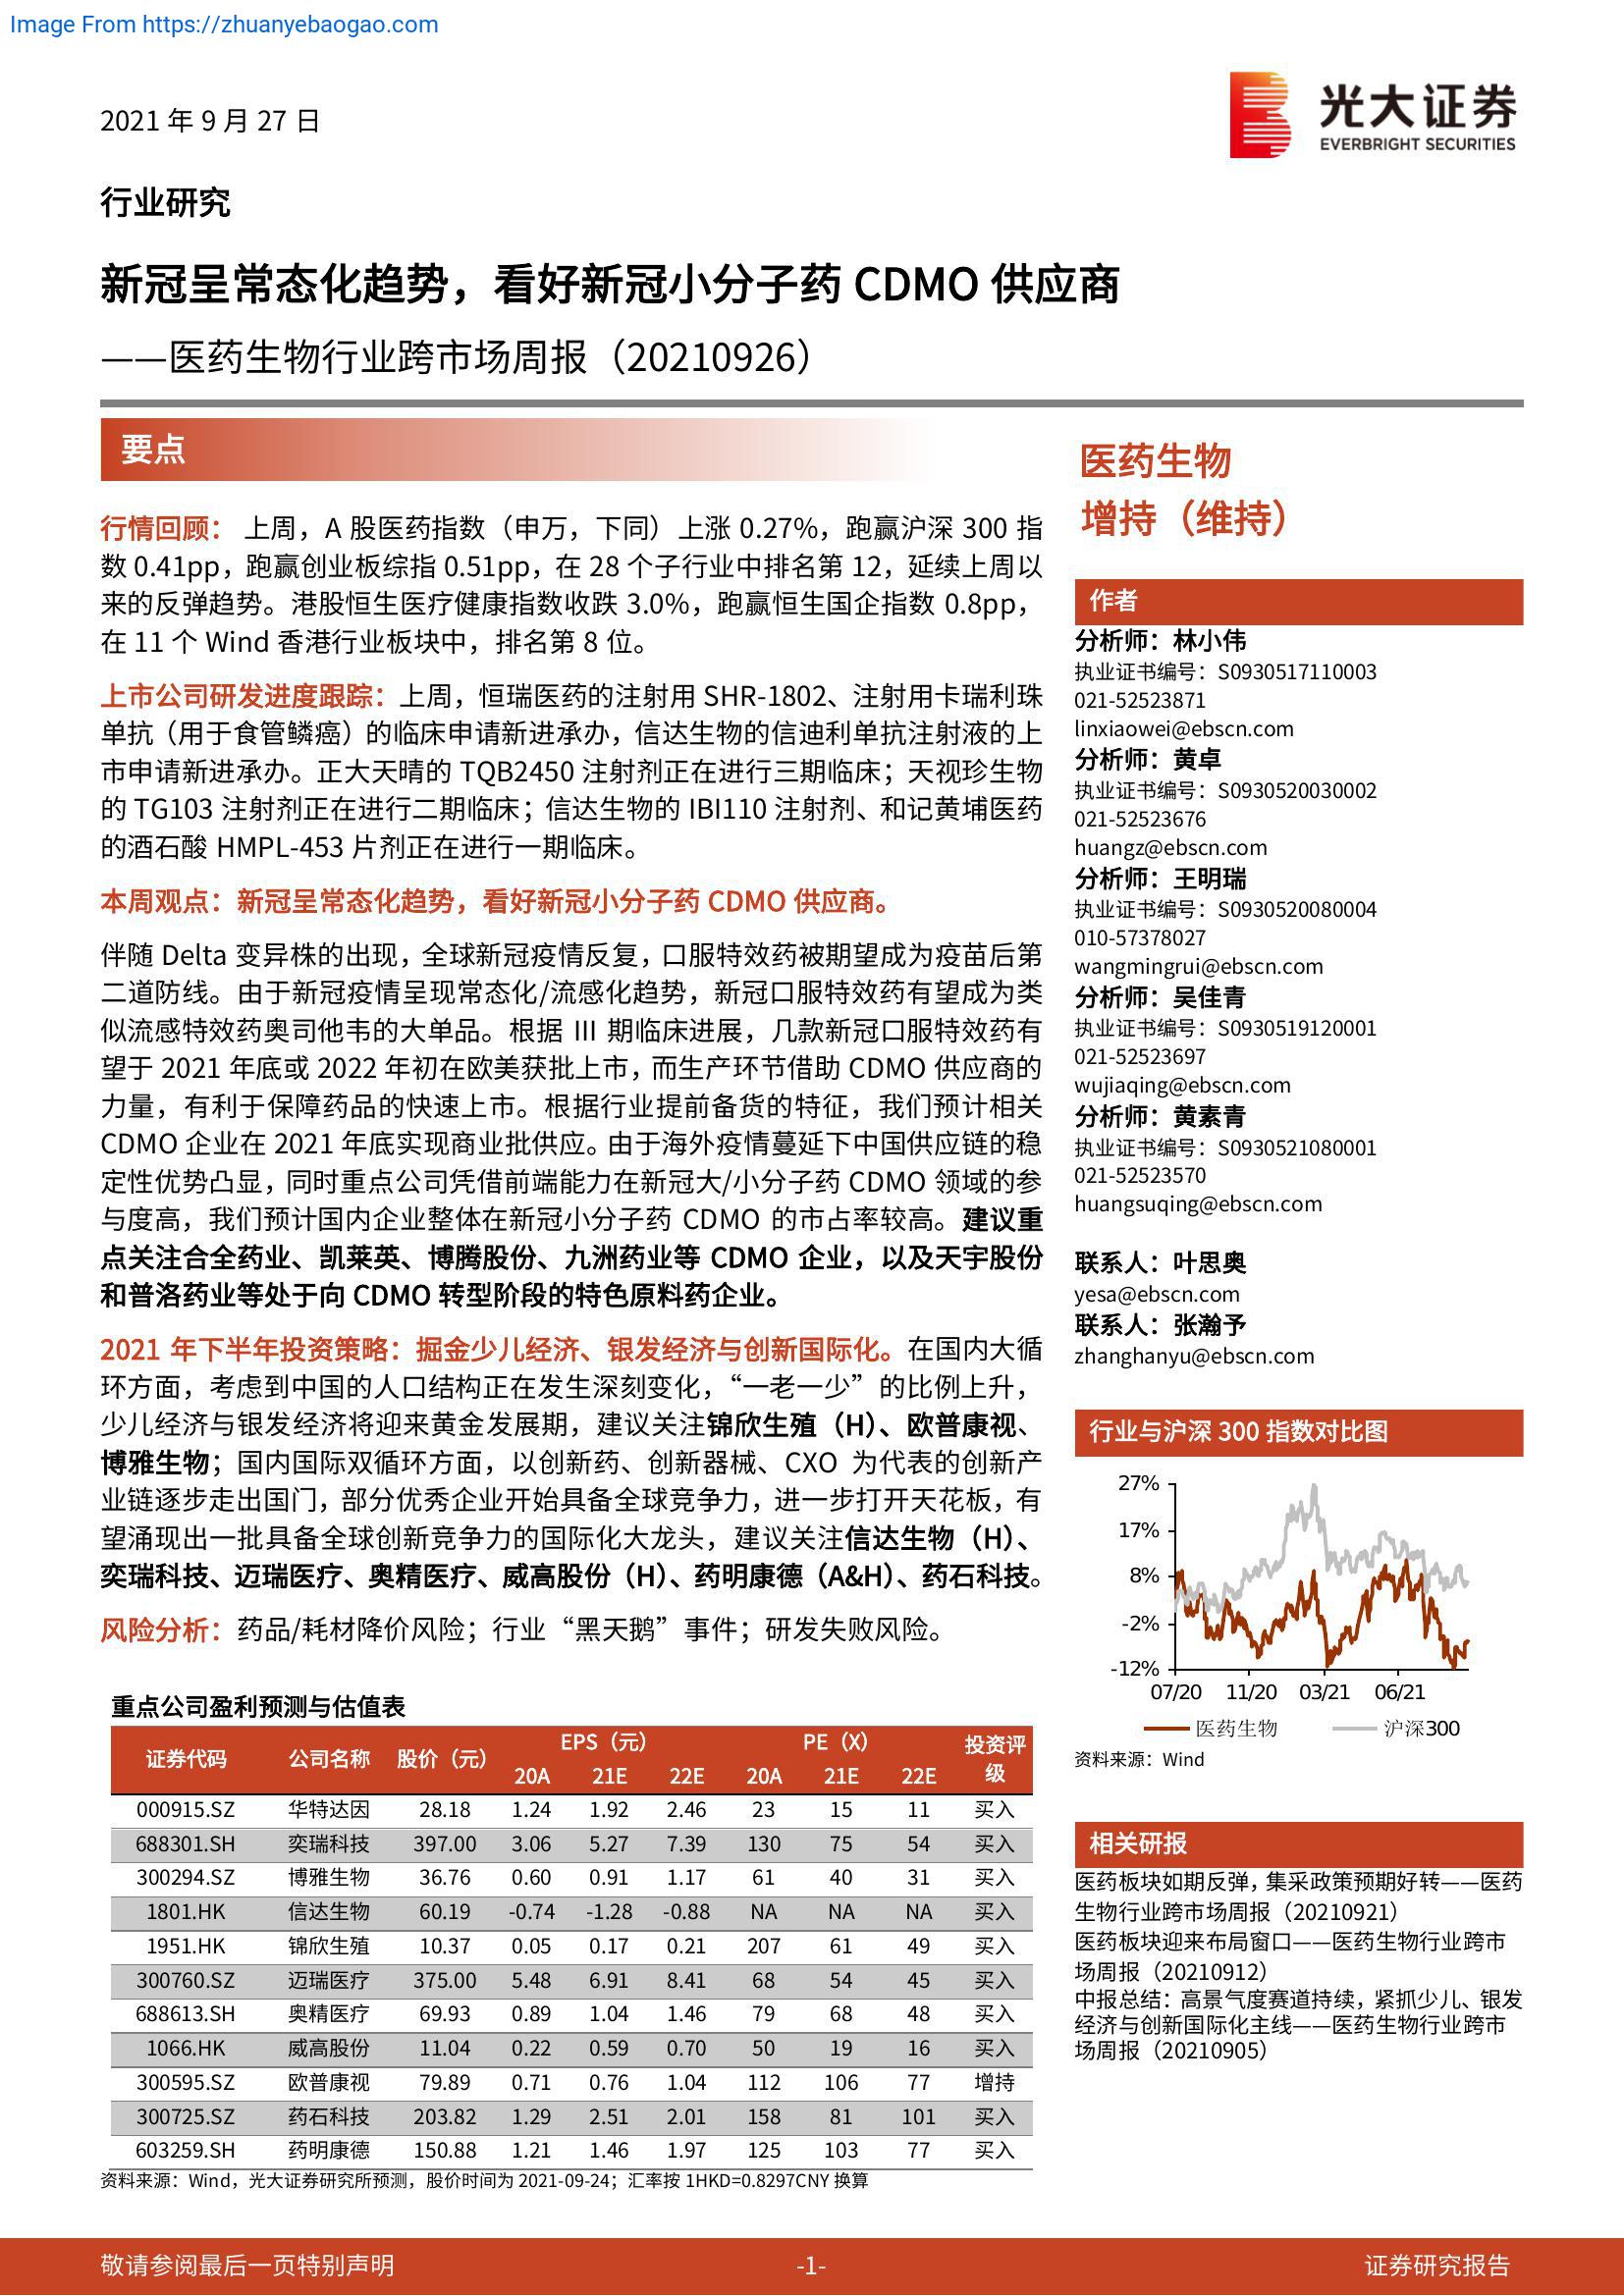 Image From https://zhuanyebaogao.com
2021 年 9 月 27 日
光大证券
EVERBRIGHT SECURITIES
行业研究
新冠呈常态化趋势，看好新冠小分子药 CDMO 供应商
——医药生物行业跨市场周报（20210926）
要点
行情回顾： 上周，A 股医药指数（申万，下同）上涨 0.27%，跑赢沪深 300 指
数 0.41pp，跑赢创业板综指 0.51pp，在 28 个子行业中排名第 12，延续上周以
来的反弹趋势。港股恒生医疗健康指数收跌 3.0%，跑赢恒生国企指数 0.8pp，
在 11 个 Wind 香港行业板块中，排名第 8 位。
上市公司研发进度跟踪：上周，恒瑞医药的注射用 SHR-1802、注射用卡瑞利珠
单抗（用于食管鳞癌）的临床申请新进承办，信达生物的信迪利单抗注射液的上
市申请新进承办。正大天晴的 TQB2450 注射剂正在进行三期临床；天视珍生物
的 TG103 注射剂正在进行二期临床；信达生物的 IBI110 注射剂、和记黄埔医药
的酒石酸 HMPL-453 片剂正在进行一期临床。
本周观点：新冠呈常态化趋势，看好新冠小分子药 CDMO 供应商。
伴随 Delta 变异株的出现，全球新冠疫情反复，口服特效药被期望成为疫苗后第
二道防线。由于新冠疫情呈现常态化/流感化趋势，新冠口服特效药有望成为类
似流感特效药奥司他韦的大单品。根据 III 期临床进展，几款新冠口服特效药有
望于 2021 年底或 2022 年初在欧美获批上市，而生产环节借助 CDMO 供应商的
力量，有利于保障药品的快速上市。根据行业提前备货的特征，我们预计相关
CDMO 企业在 2021 年底实现商业批供应。由于海外疫情蔓延下中国供应链的稳
定性优势凸显，同时重点公司凭借前端能力在新冠大/小分子药 CDMO 领域的参
与度高，我们预计国内企业整体在新冠小分子药 CDMO 的市占率较高。建议重
点关注合全药业、凯莱英、博腾股份、九洲药业等 CDMO 企业，以及天宇股份
和普洛药业等处于向 CDMO 转型阶段的特色原料药企业。
2021 年下半年投资策略：掘金少儿经济、银发经济与创新国际化。在国内大循
环方面，考虑到中国的人口结构正在发生深刻变化，“一老一少”的比例上升，
少儿经济与银发经济将迎来黄金发展期，建议关注锦欣生殖（H）、欧普康视、
博雅生物；国内国际双循环方面，以创新药、创新器械、CXO 为代表的创新产
业链逐步走出国门，部分优秀企业开始具备全球竞争力，进一步打开天花板，有
望涌现出一批具备全球创新竞争力的国际化大龙头，建议关注信达生物（H）、
奕瑞科技、迈瑞医疗、奥精医疗、威高股份（H）、药明康德（A&H）、药石科技。
风险分析：药品/耗材降价风险；行业“黑天鹅”事件；研发失败风险。
重点公司盈利预测与估值表
证券代码 公司名称 股价（元） EPS（元） PE（X） 投资评级
20A 21E 22E 20A 21E 22E
000915.SZ 华特达因 28.18 1.24 1.92 2.46 23 15 11 买入
688301.SH 奕瑞科技 397.00 3.06 5.27 7.39 130 75 54 买入
300294.SZ 博雅生物 36.76 0.60 0.91 1.17 61 40 31 买入
1801.HK 信达生物 60.19 -0.74 -1.28 -0.88 NA NA NA 买入
1951.HK 锦欣生殖 10.37 0.05 0.17 0.21 207 61 49 买入
300760.SZ 迈瑞医疗 375.00 5.48 6.91 8.41 68 54 45 买入
688613.SH 奥精医疗 69.93 0.89 1.04 1.46 79 68 48 买入
1066.HK 威高股份 11.04 0.22 0.59 0.70 50 19 16 买入
300595.SZ 欧普康视 79.89 0.71 0.76 1.04 112 106 77 增持
300725.SZ 药石科技 203.82 1.29 2.51 2.01 158 81 101 买入
603259.SH 药明康德 150.88 1.21 1.46 1.97 125 103 77 买入
资料来源：Wind，光大证券研究所预测，股价时间为 2021-09-24；汇率按 1HKD=0.8297CNY 换算
医药生物
增持（维持）
作者
分析师：林小伟
执业证书编号：S0930517110003
021-52523871
linxiaowei@ebscn.com
分析师：黄卓
执业证书编号：S0930520030002
021-52523676
huangz@ebscn.com
分析师：王明瑞
执业证书编号：S0930520080004
010-57378027
wangmingrui@ebscn.com
分析师：吴佳青
执业证书编号：S0930519120001
021-52523697
wujiaqing@ebscn.com
分析师：黄素青
执业证书编号：S0930521080001
021-52523570
huangsuqing@ebscn.com
联系人：叶思奥
yesa@ebscn.com
联系人：张瀚予
zhanghanyu@ebscn.com
行业与沪深 300 指数对比图
27%
17%
8%
-2%
-12%
07/20 11/20 03/21 06/21
医药生物 沪深300
资料来源：Wind
相关研报
医药板块如期反弹，集采政策预期好转——医药
生物行业跨市场周报（20210921）
医药板块迎来布局窗口——医药生物行业跨市
场周报（20210912）
中报总结：高景气度赛道持续，紧抓少儿、银发
经济与创新国际化主线——医药生物行业跨市
场周报（20210905）
敬请参阅最后一页特别声明
-1-
证券研究报告